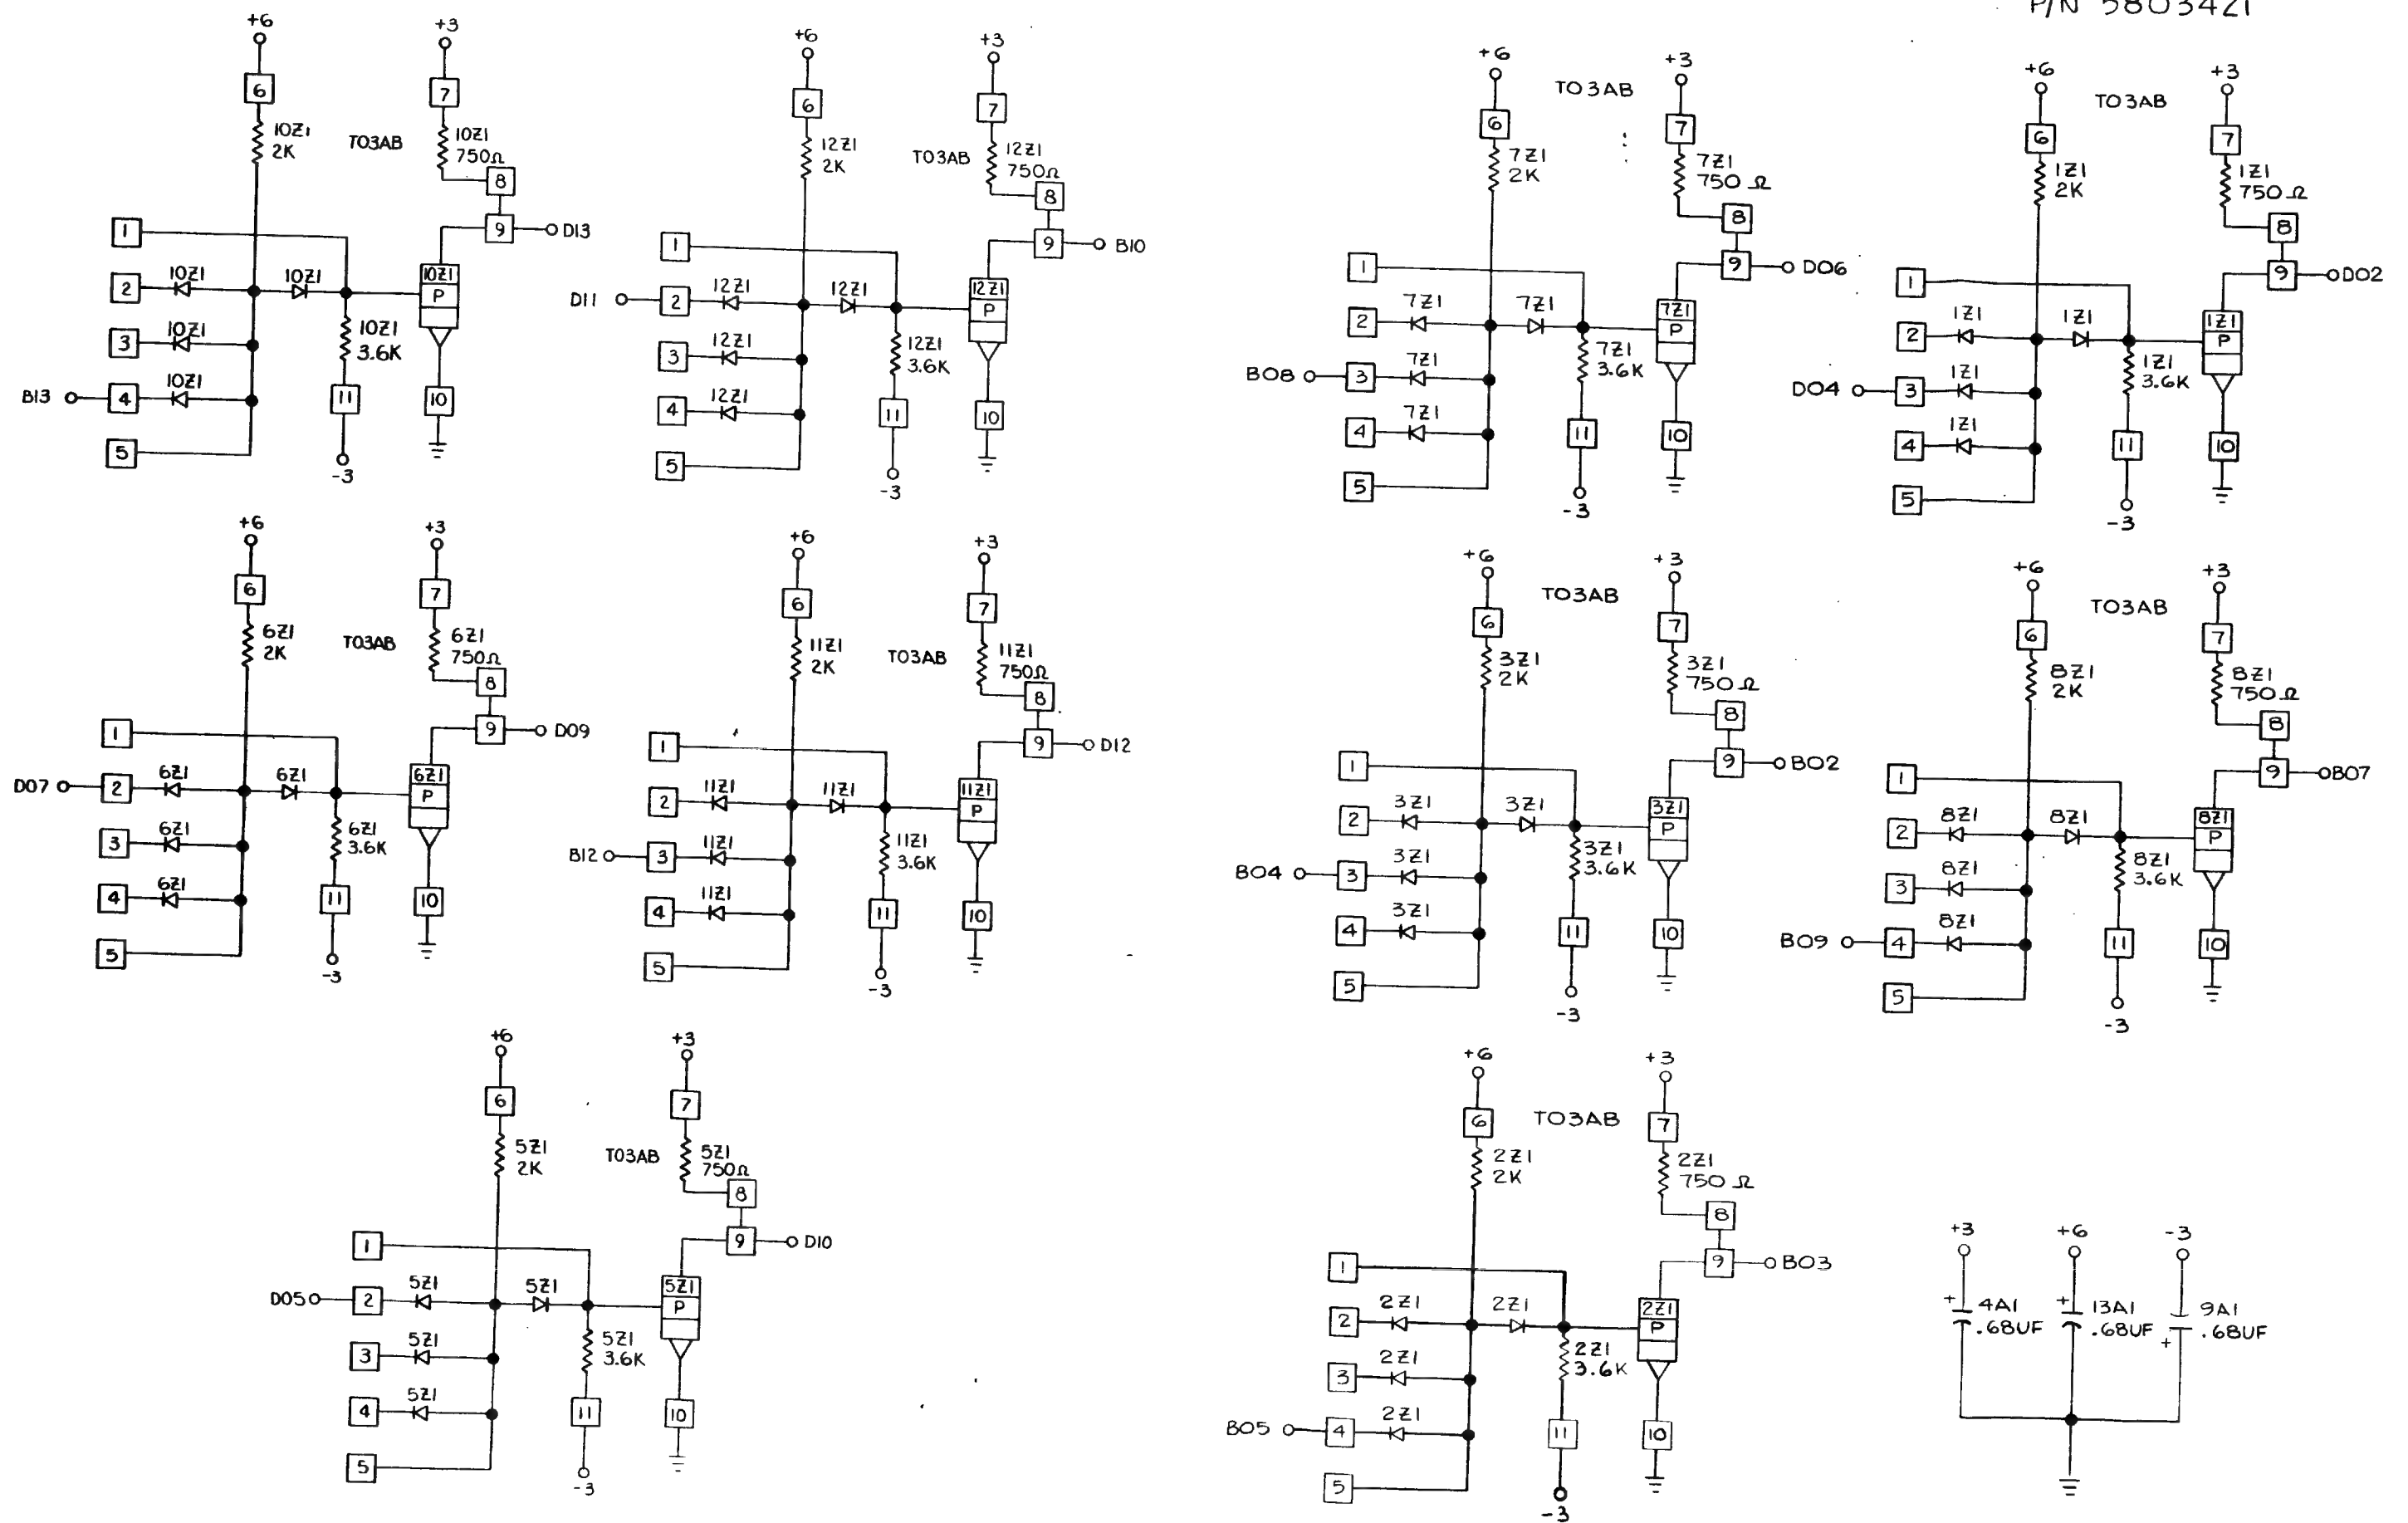 P/N 5803421
+6
+3
6
7
10Z1
2K
TO3AB
10Z1
750Ω
8
1
9
D13
2
10Z1
10Z1
10Z1
P
3
10Z1
10Z1
3.6K
B13
4
10Z1
11
10
5
-3
+6
+3
6
7
12Z1
2K
TO3AB
12Z1
750Ω
8
1
9
B10
D11
2
12Z1
12Z1
12Z1
P
3
12Z1
12Z1
3.6K
4
12Z1
11
10
5
-3
+6
TO3AB
+3
6
7
7Z1
2K
7Z1
750Ω
8
1
9
D06
2
7Z1
7Z1
7Z1
P
B08
3
7Z1
7Z1
3.6K
4
7Z1
11
10
5
-3
+6
TO3AB
+3
6
7
1Z1
2K
1Z1
750Ω
8
1
9
D02
2
1Z1
1Z1
1Z1
P
D04
3
1Z1
1Z1
3.6K
4
1Z1
11
10
5
-3
+6
+3
6
7
6Z1
2K
TO3AB
6Z1
750Ω
8
1
9
D09
D07
2
6Z1
6Z1
6Z1
P
3
6Z1
6Z1
3.6K
4
6Z1
11
10
5
-3
+6
+3
6
7
11Z1
2K
TO3AB
11Z1
750Ω
8
1
9
D12
2
11Z1
11Z1
11Z1
P
B12
3
11Z1
11Z1
3.6K
4
11Z1
11
10
5
-3
+6
TO3AB
+3
6
7
3Z1
2K
3Z1
750Ω
8
1
9
B02
2
3Z1
3Z1
3Z1
P
B04
3
3Z1
3Z1
3.6K
4
3Z1
11
10
5
-3
+6
TO3AB
+3
6
7
8Z1
2K
8Z1
750Ω
8
1
9
B07
2
8Z1
8Z1
8Z1
P
3
8Z1
8Z1
3.6K
B09
4
8Z1
11
10
5
-3
+6
+3
6
7
5Z1
2K
TO3AB
5Z1
750Ω
8
1
9
D10
D05
2
5Z1
5Z1
5Z1
P
3
5Z1
5Z1
3.6K
4
5Z1
11
10
5
-3
+6
TO3AB
+3
6
7
2Z1
2K
2Z1
750Ω
8
1
9
B03
2
2Z1
2Z1
2Z1
P
3
2Z1
2Z1
3.6K
B05
4
2Z1
11
10
5
-3
+3
+6
-3
+ 4A1
.68UF
+ 13A1
.68UF
9A1
+ .68UF